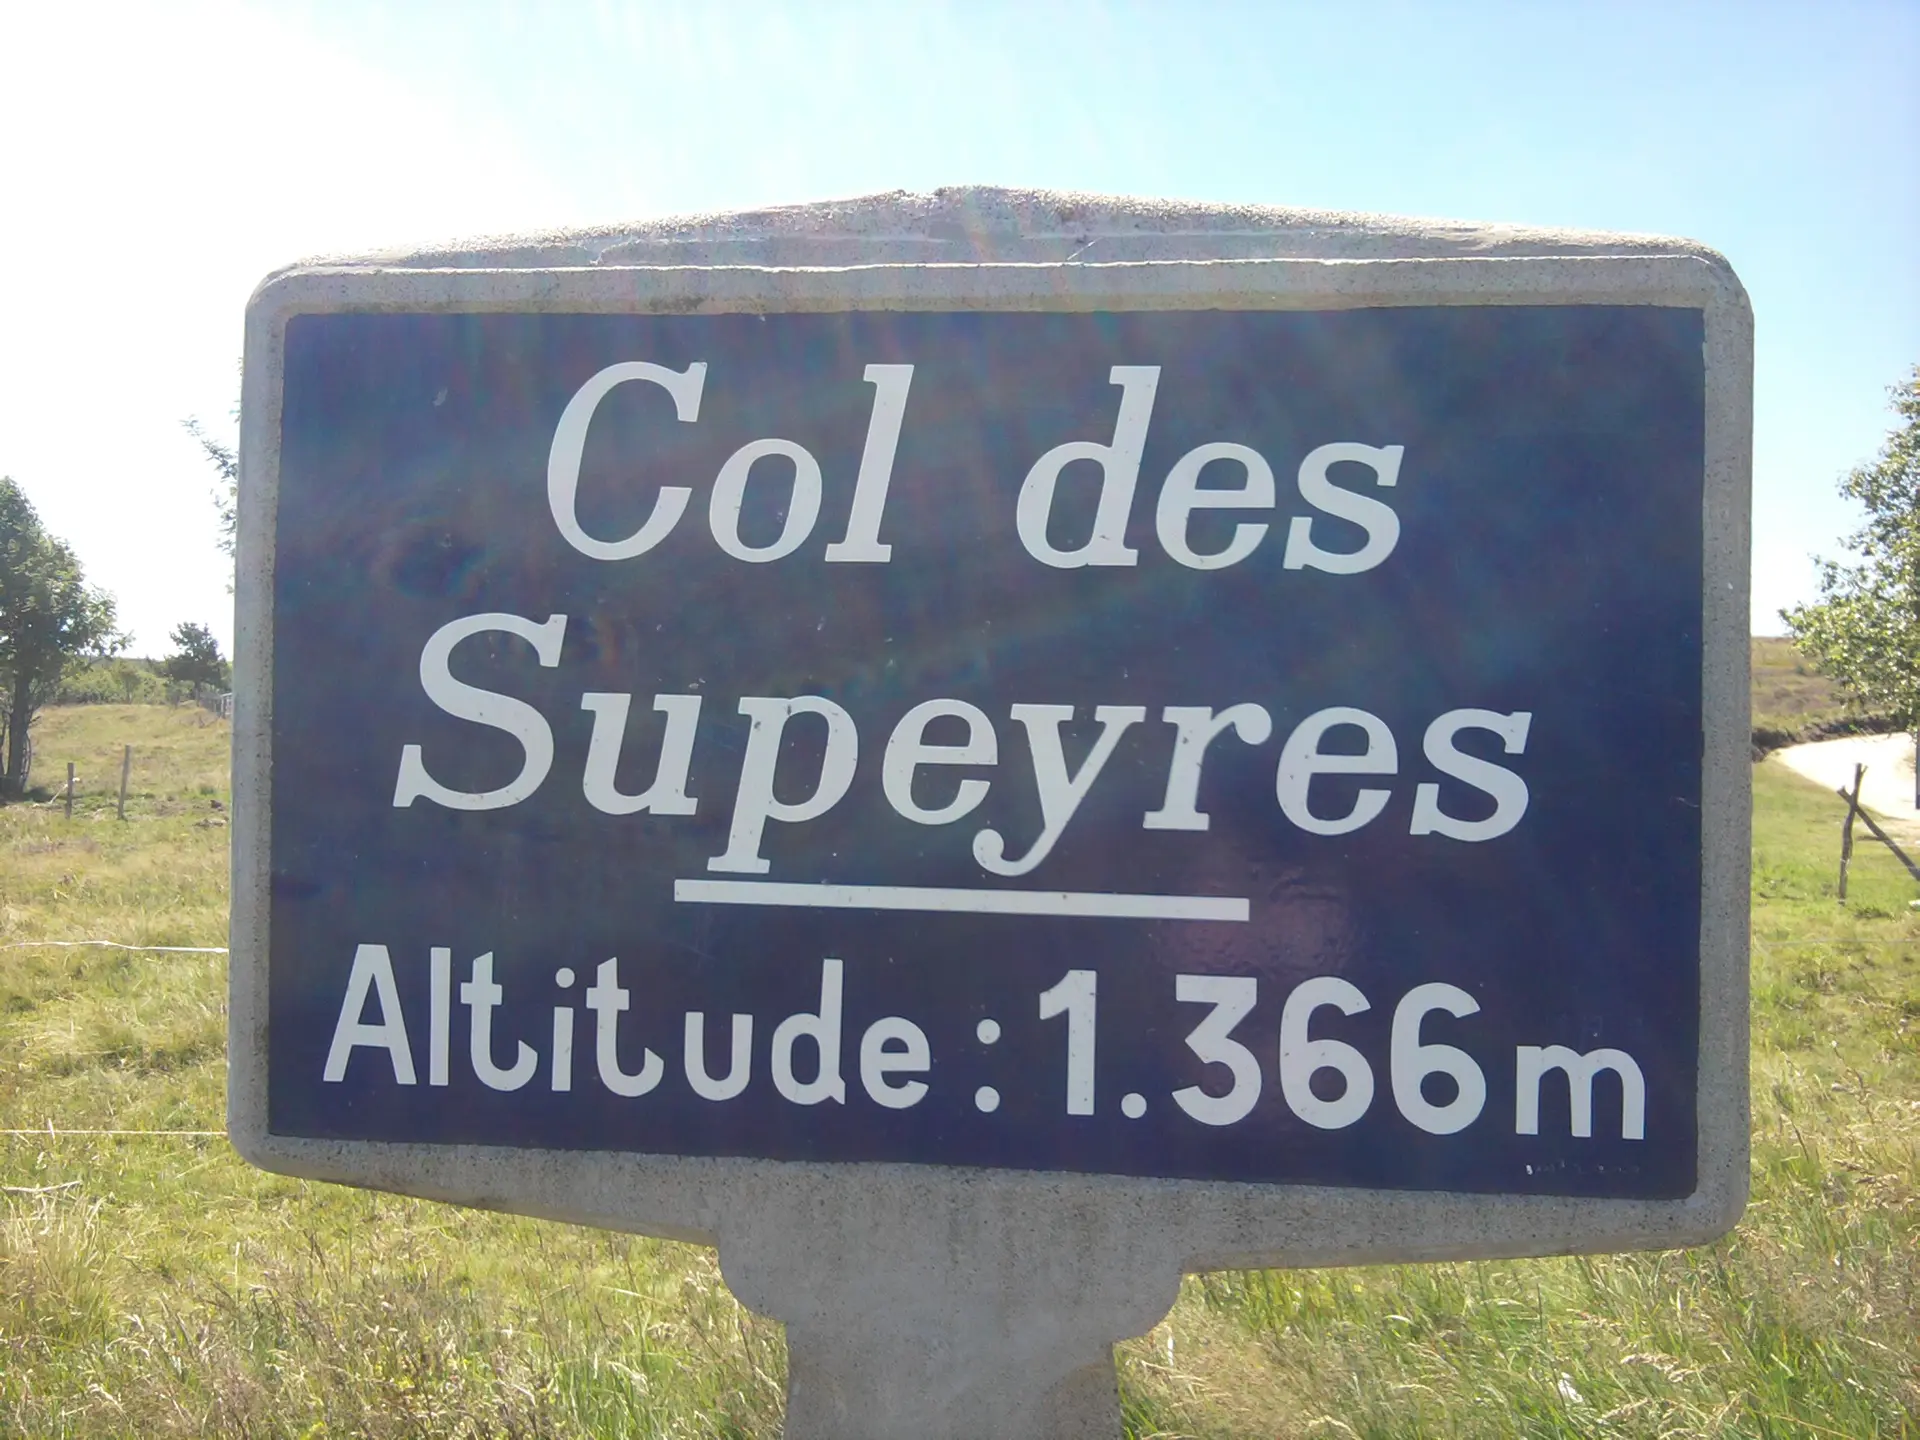 Col des
Supeyres
Altitude : 1.366 m